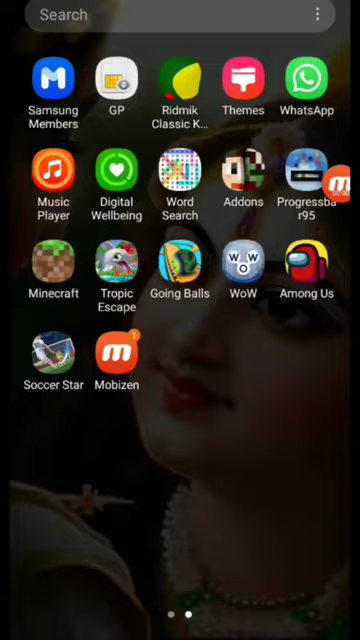 Search
Samsung Members
GP
Ridmik Classic K...
Themes
WhatsApp
Music Player
Digital Wellbeing
Word Search
Addons
Progressba
r95
Minecraft
Tropic Escape
Going Balls
W
W O W
WoW
Among Us
Soccer Star
1
Mobizen